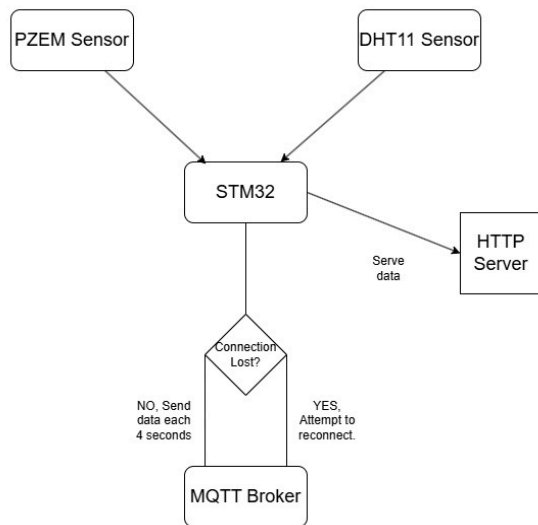 PZEM Sensor
DHT11 Sensor
STM32
HTTP
Server
Serve
data
Connection
Lost?
NO, Send
data each
4 seconds
YES,
Attempt to
reconnect.
MQTT Broker